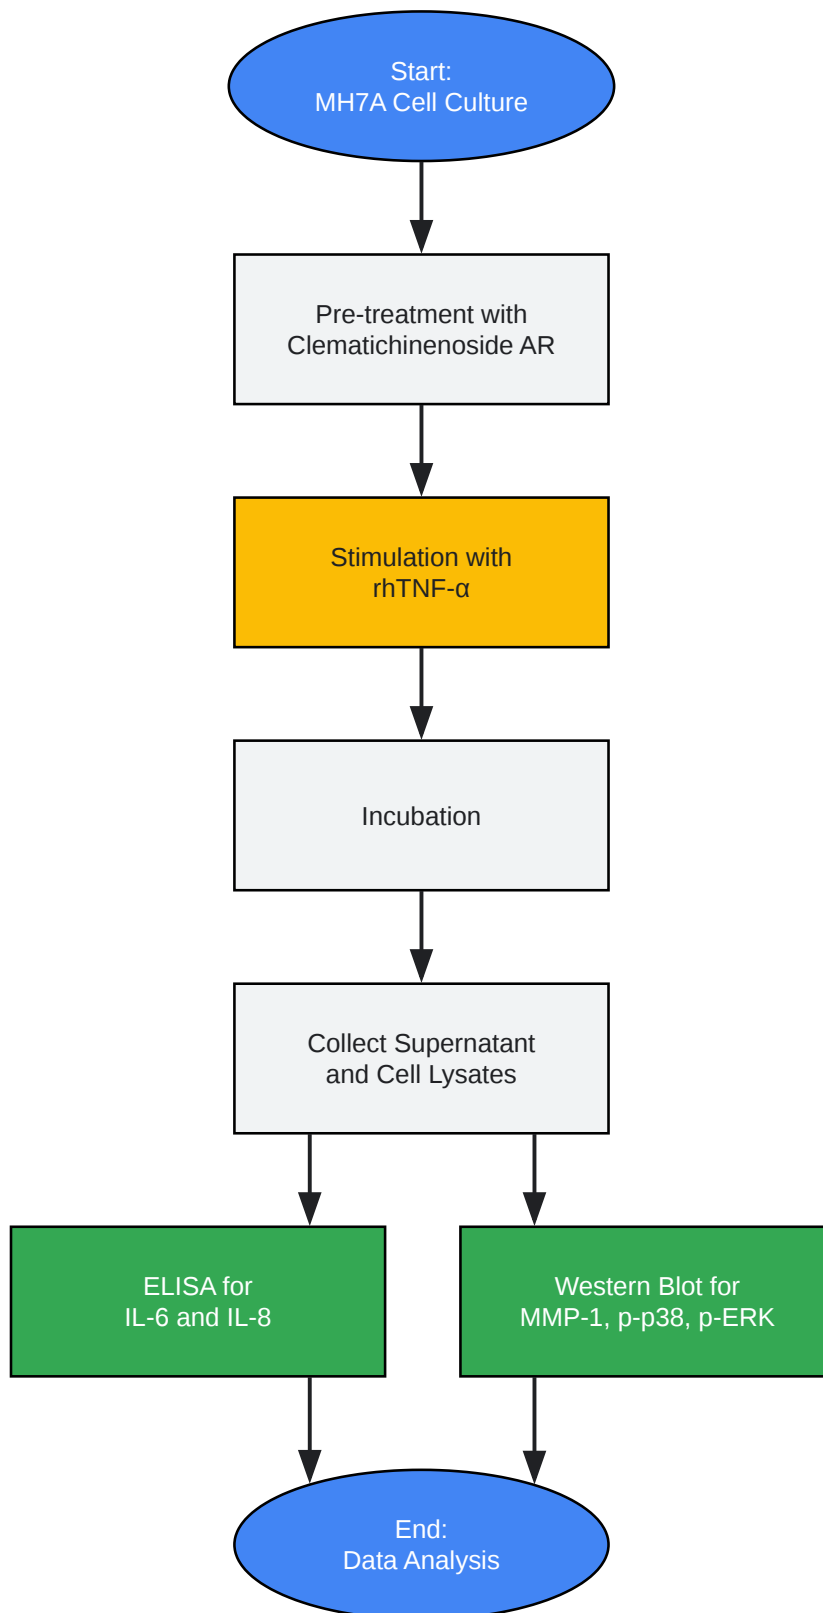 Start:
MH7A Cell Culture
Pre-treatment with
Clematichinenoside AR
Stimulation with
rhTNF-α
Incubation
Collect Supernatant
and Cell Lysates
ELISA for
IL-6 and IL-8
Western Blot for
MMP-1, p-p38, p-ERK
End:
Data Analysis